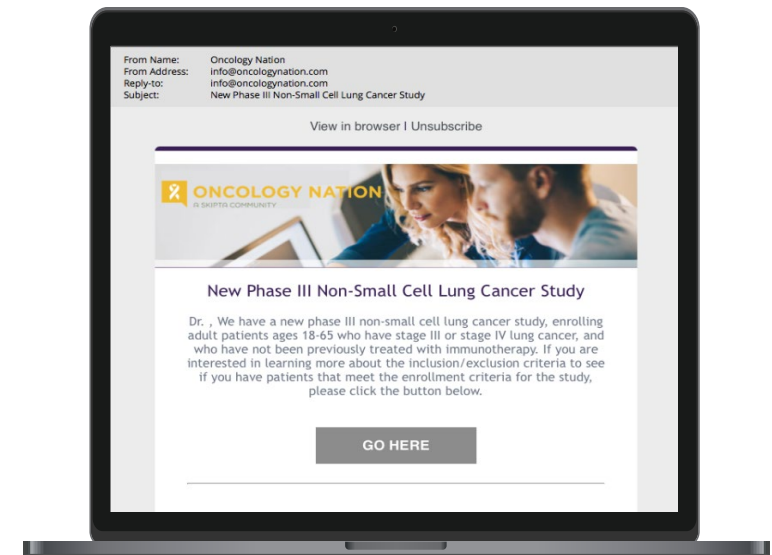 From Name: Oncology Nation
From Address: info@oncologynation.com
Reply-to: info@oncologynation.com
Subject: New Phase III Non-Small Cell Lung Cancer Study
View in browser I Unsubscribe
ONCOLOGY NATION
A SKIPTA COMMUNITY
New Phase III Non-Small Cell Lung Cancer Study
Dr. , We have a new phase III non-small cell lung cancer study, enrolling
adult patients ages 18-65 who have stage III or stage IV lung cancer, and
who have not been previously treated with immunotherapy. If you are
interested in learning more about the inclusion/exclusion criteria to see
if you have patients that meet the enrollment criteria for the study,
please click the button below.
GO HERE